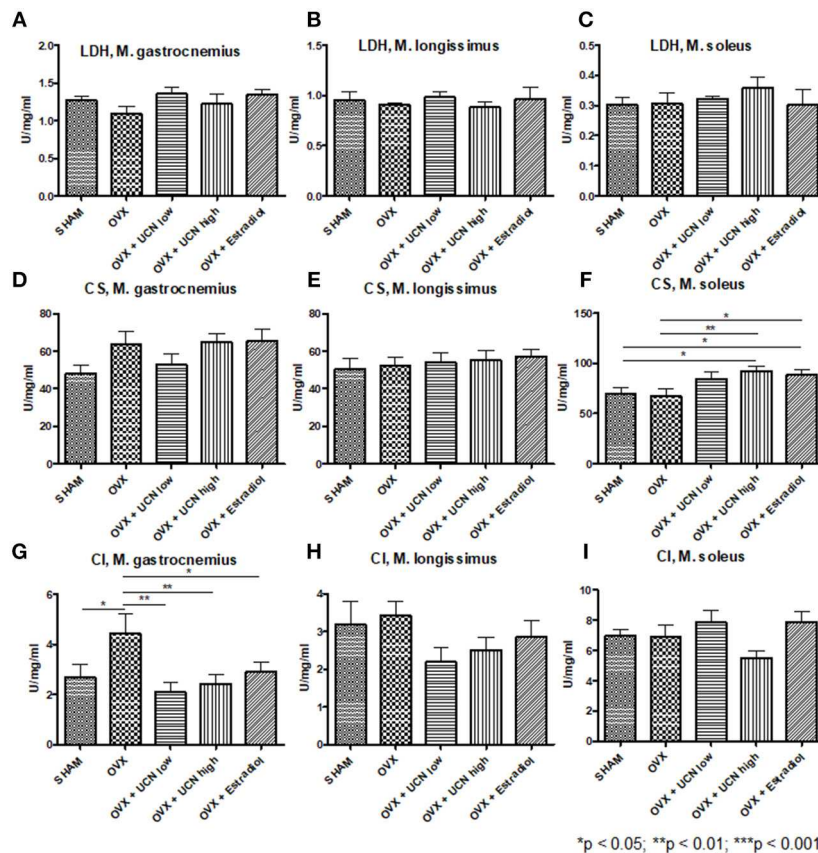 A
LDH, M. gastrocnemius
U/mg/ml
2.0
1.5
1.0
0.5
0.0
SHAM
OVX
OVX + UCN low
OVX + UCN high
OVX + Estradiol
B
LDH, M. longissimus
U/mg/ml
1.5
1.0
0.5
0.0
SHAM
OVX
OVX + UCN low
OVX + UCN high
OVX + Estradiol
C
LDH, M. soleus
U/mg/ml
0.5
0.4
0.3
0.2
0.1
0.0
SHAM
OVX
OVX + UCN low
OVX + UCN high
OVX + Estradiol
D
CS, M. gastrocnemius
U/mg/ml
80
60
40
20
0
SHAM
OVX
OVX + UCN low
OVX + UCN high
OVX + Estradiol
E
CS, M. longissimus
U/mg/ml
80
60
40
20
0
SHAM
OVX
OVX + UCN low
OVX + UCN high
OVX + Estradiol
F
CS, M. soleus
U/mg/ml
150
100
50
0
*
**
*
*
SHAM
OVX
OVX + UCN low
OVX + UCN high
OVX + Estradiol
G
CI, M. gastrocnemius
U/mg/ml
6
4
2
0
*
**
*
**
SHAM
OVX
OVX + UCN low
OVX + UCN high
OVX + Estradiol
H
CI, M. longissimus
U/mg/ml
4
3
2
1
0
SHAM
OVX
OVX + UCN low
OVX + UCN high
OVX + Estradiol
I
CI, M. soleus
U/mg/ml
10
8
6
4
2
0
SHAM
OVX
OVX + UCN low
OVX + UCN high
OVX + Estradiol
*p < 0.05; **p < 0.01; ***p < 0.001